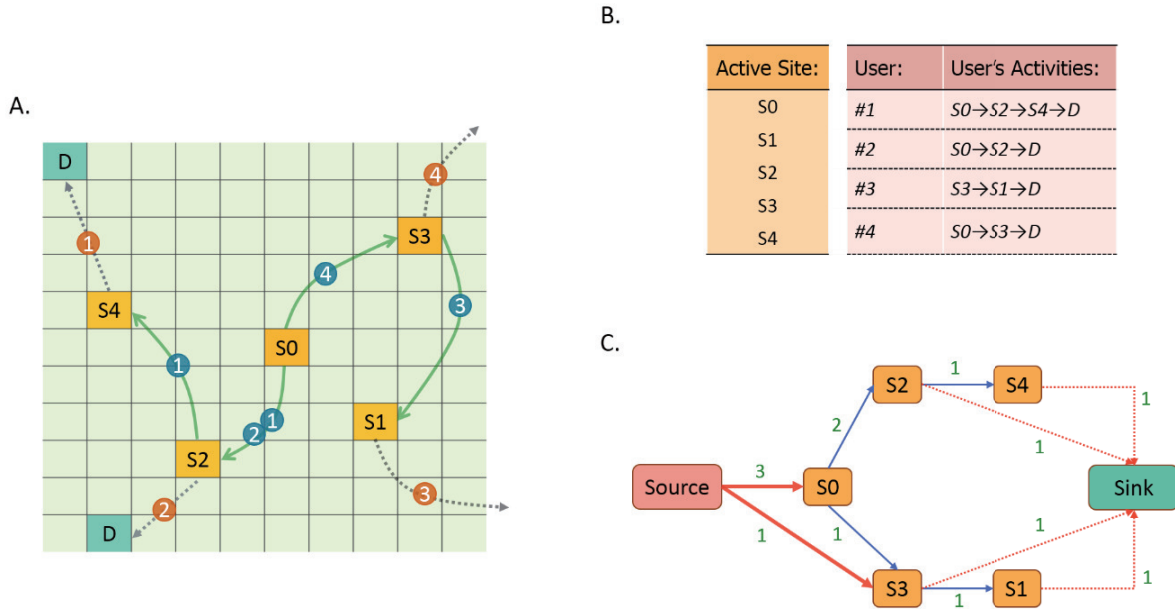 A.
D
4
S3
1
4
3
S4
S0
1
1
2
S1
S2
2
3
D
B.
Active Site:
S0
S1
S2
S3
S4
User: User's Activities:
#1 S0→S2→S4→D
#2 S0→S2→D
#3 S3→S1→D
#4 S0→S3→D
C.
S2 1 S4
1
2
1
Source 3 S0 Sink
1
1
1
1
S3 1 S1